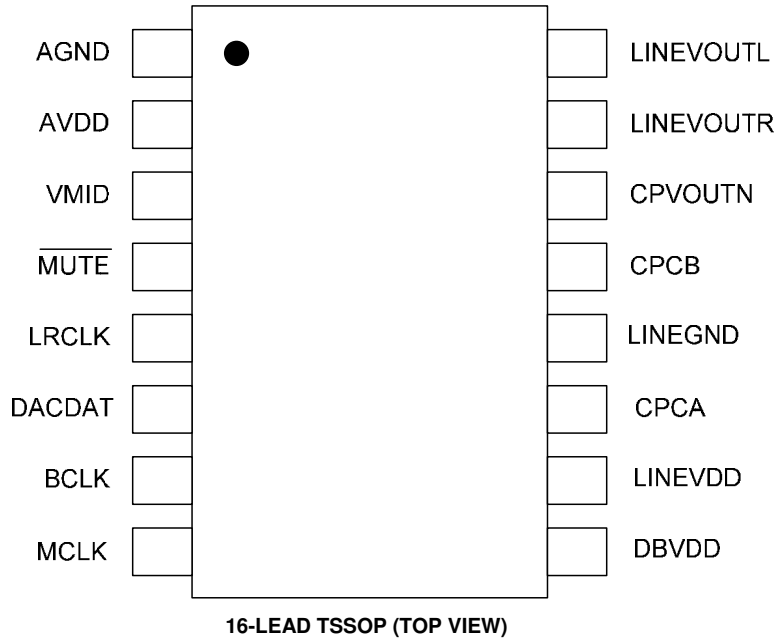 AGND
AVDD
VMID
MUTE
LRCLK
DACDAT
BCLK
MCLK
LINEVOUTL
LINEVOUTR
CPVOUTN
CPCB
LINEGND
CPCA
LINEVDD
DBVDD
16-LEAD TSSOP (TOP VIEW)